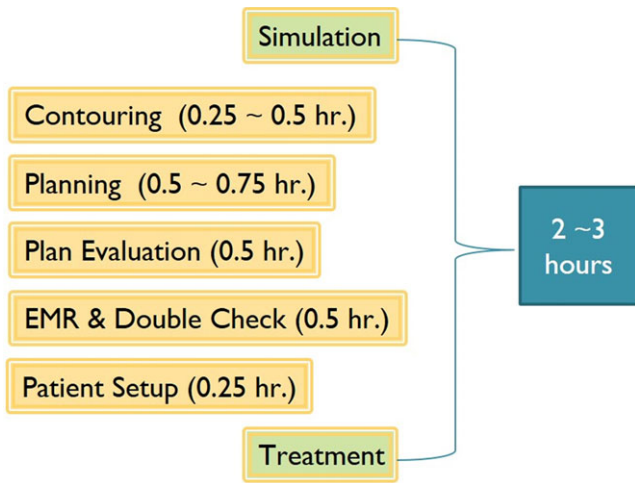 Simulation
Contouring (0.25 ~ 0.5 hr.)
Planning (0.5 ~ 0.75 hr.)
Plan Evaluation (0.5 hr.)
EMR & Double Check (0.5 hr.)
Patient Setup (0.25 hr.)
Treatment
2 ~3
hours